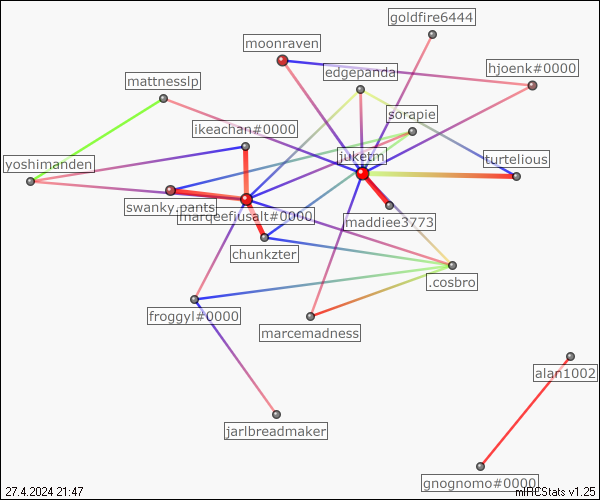 goldfire6444
moonraven
edgepanda
hjoenk#0000
mattnesslp
sorapie
ikeachan#0000
juketm
turtelious
yoshimanden
swanky.pants
marqeefiusalt#0000
maddiee3773
chunkzter
.cosbro
froggyl#0000
marcemadness
alan1002
jarlbreadmaker
gnognomo#0000
27.4.2024 21:47
mIRCStats v1.25